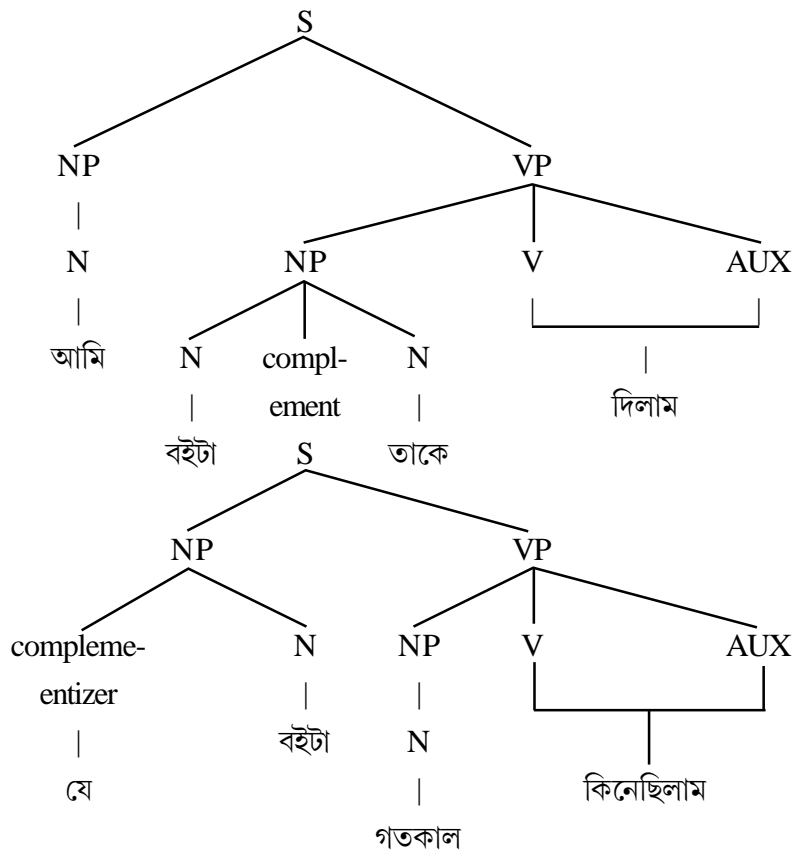 S
NP VP
N NP V AUX
আমি N compl- N
ement দিলাম
বইটা তাকে
S
NP VP
compleme- N NP V AUX
entizer
বইটা N
যে কিনেছিলাম
গতকাল